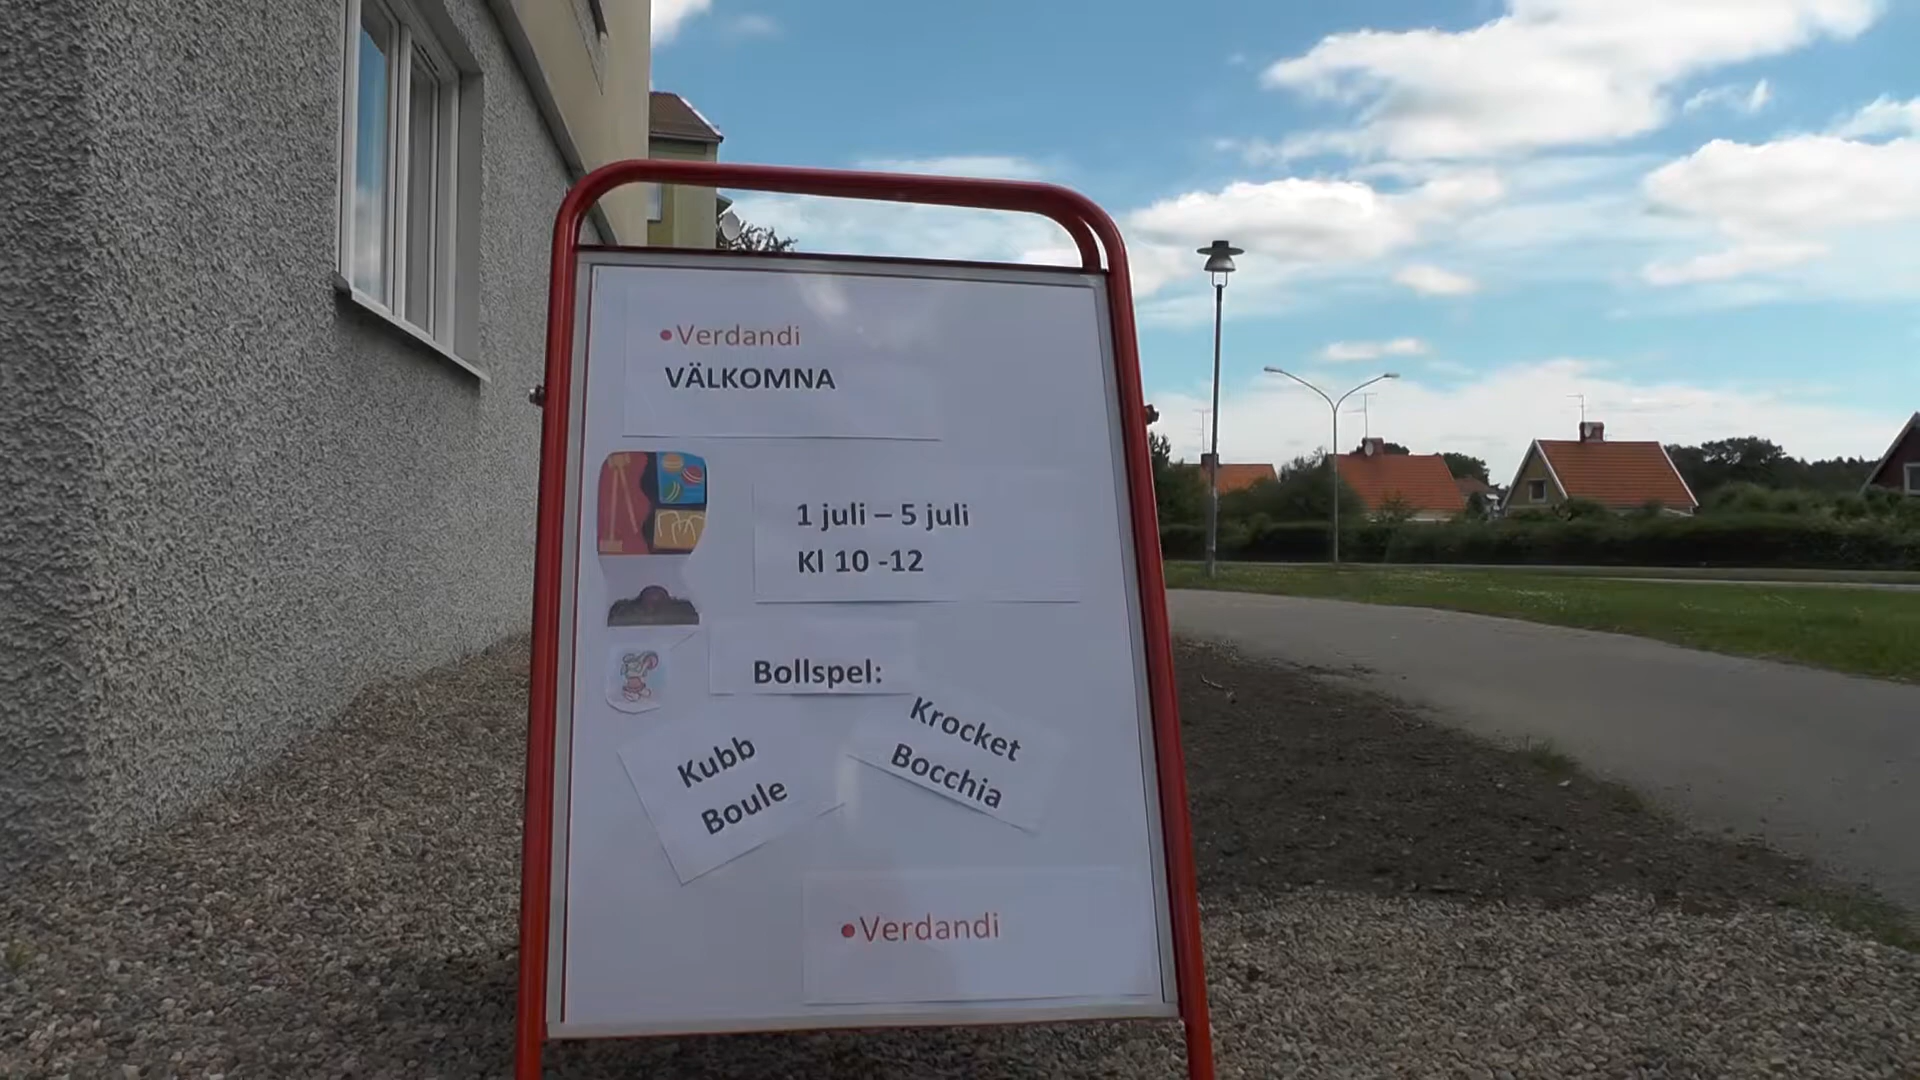 •Verdandi
VÄLKOMNA
1 juli – 5 juli
Kl 10 -12
Bollspel:
Kubb
Boule
Krocket
Bocchia
•Verdandi